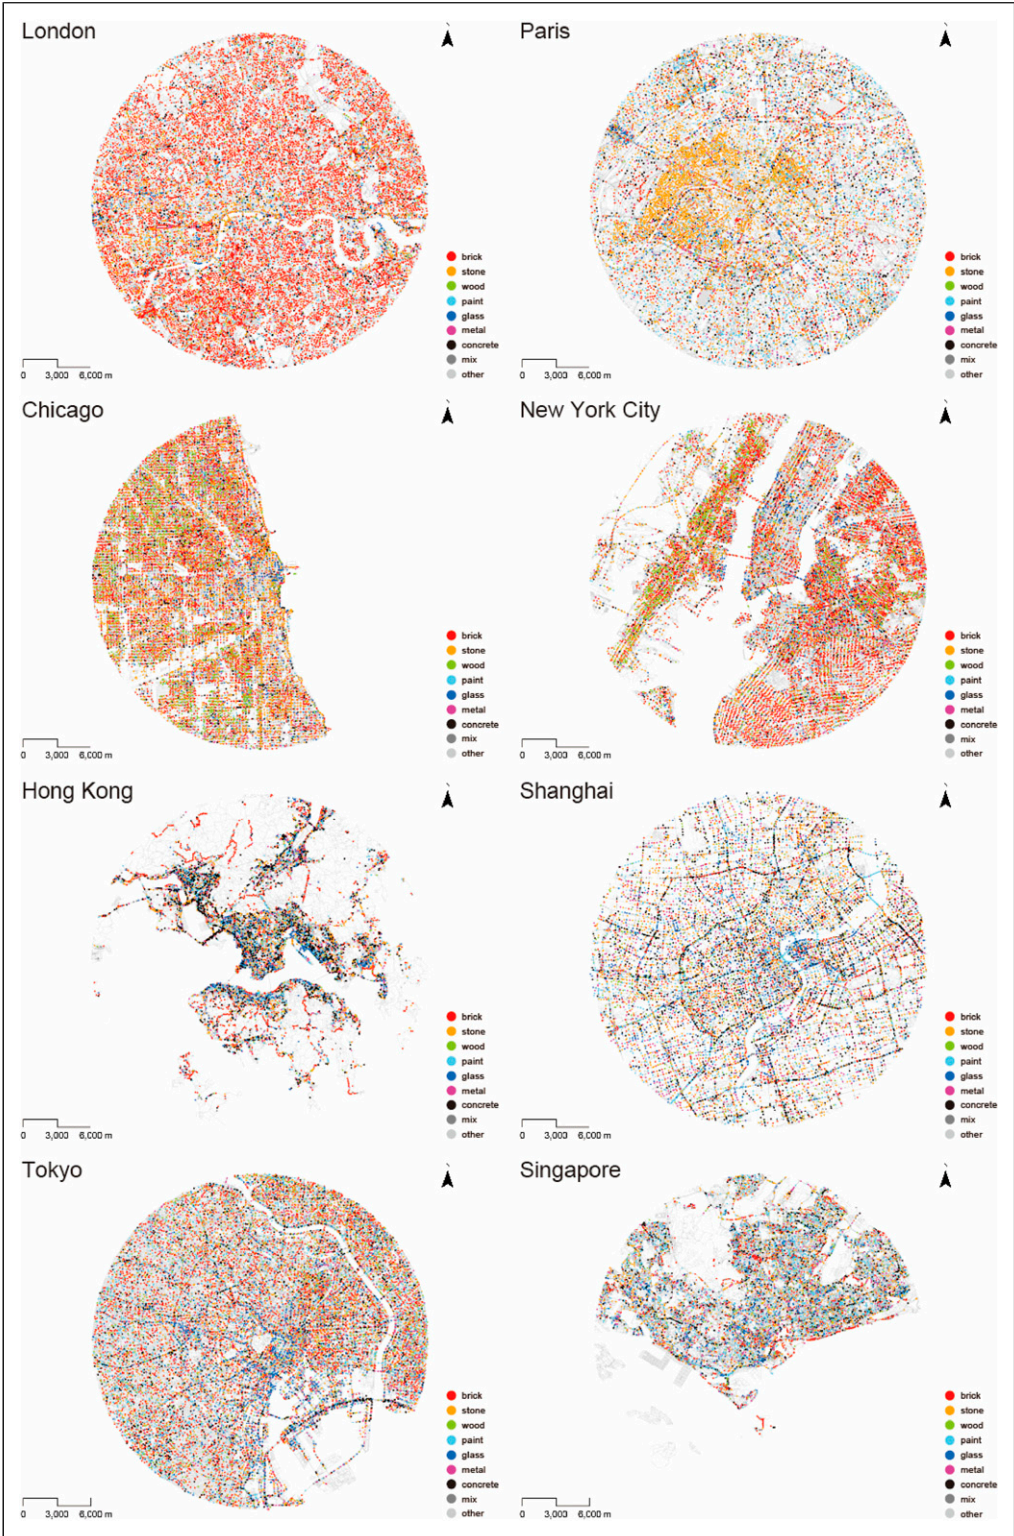 London
brick
stone
wood
paint
glass
metal
concrete
mix
other
0 3,000 6,000 m
Paris
brick
stone
wood
paint
glass
metal
concrete
mix
other
0 3,000 6,000 m
Chicago
brick
stone
wood
paint
glass
metal
concrete
mix
other
0 3,000 6,000 m
New York City
brick
stone
wood
paint
glass
metal
concrete
mix
other
0 3,000 6,000 m
Hong Kong
brick
stone
wood
paint
glass
metal
concrete
mix
other
0 3,000 6,000 m
Shanghai
brick
stone
wood
paint
glass
metal
concrete
mix
other
0 3,000 6,000 m
Tokyo
brick
stone
wood
paint
glass
metal
concrete
mix
other
0 3,000 6,000 m
Singapore
brick
stone
wood
paint
glass
metal
concrete
mix
other
0 3,000 6,000 m